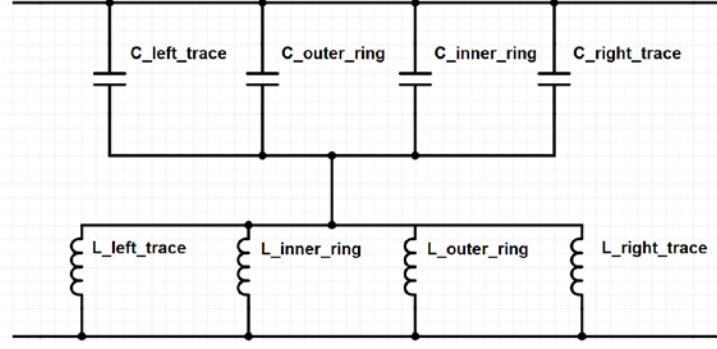 C_left_trace
C_outer_ring
C_inner_ring
C_right_trace
L_left_trace
L_inner_ring
L_outer_ring
L_right_trace